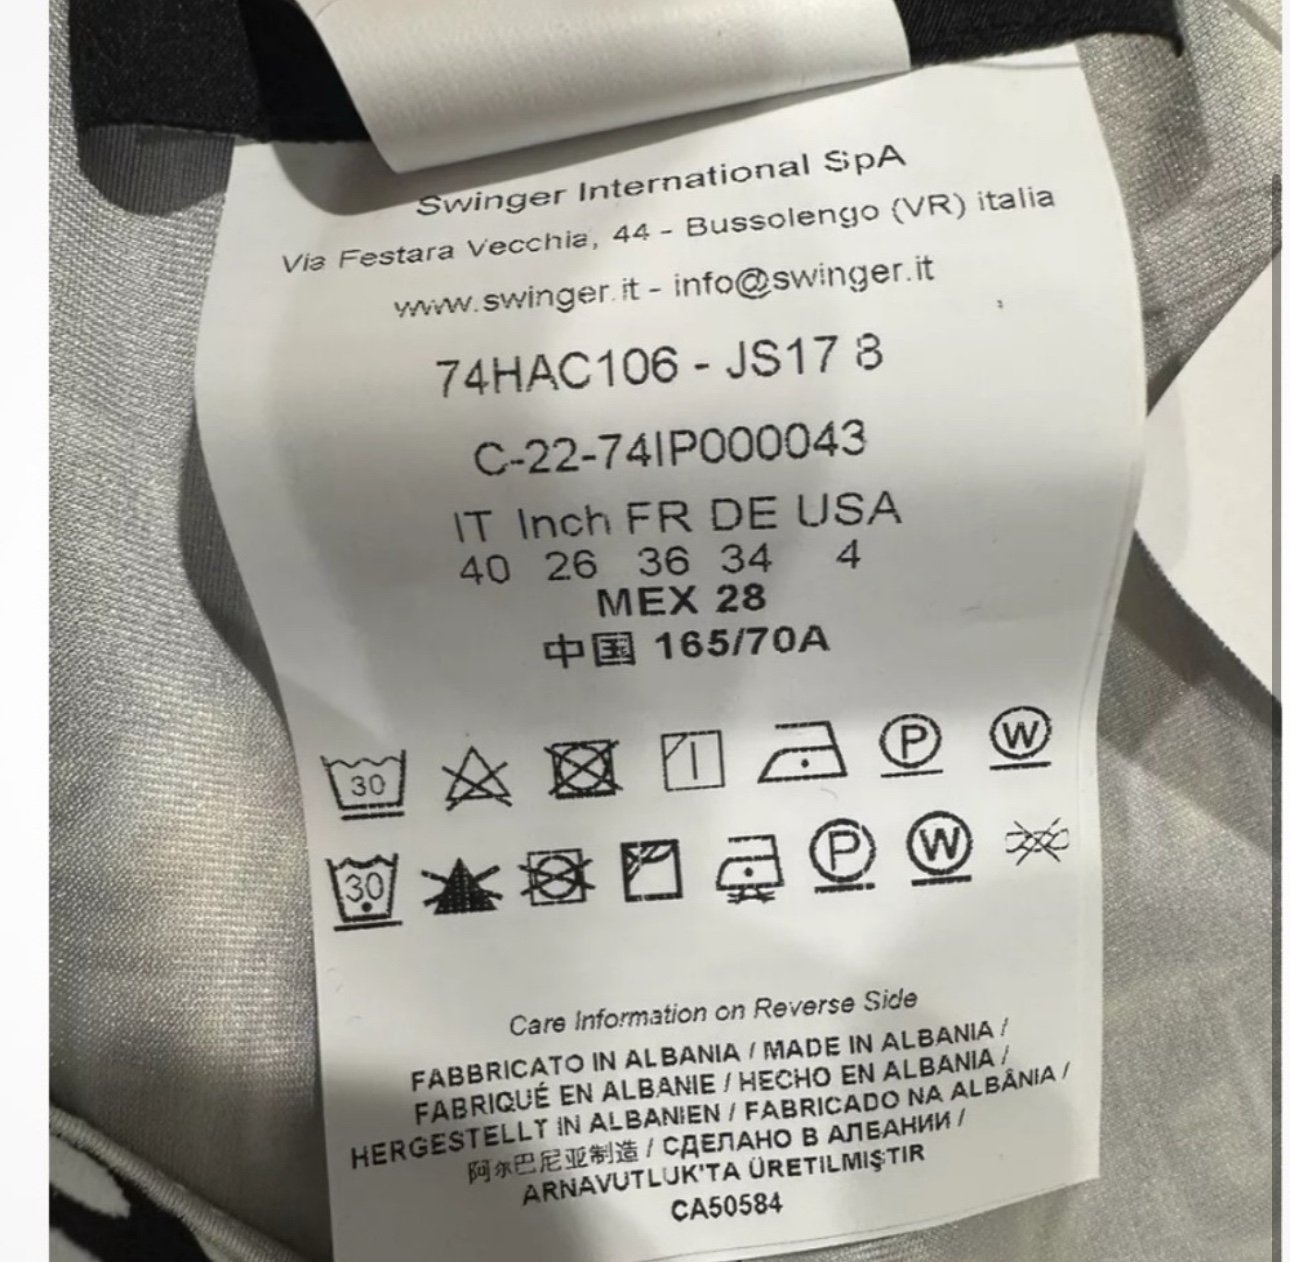 Swinger International SpA
Via Festara Vecchia, 44 - Bussolengo (VR) italia
www.swinger.it - info@swinger.it
74HAC106 - JS17 8
C-22-74IP000043
IT Inch FR DE USA
40 26 36 34 4
MEX 28
中国 165/70A
30 P W
30 P W
Care Information on Reverse Side
FABBRICATO IN ALBANIA / MADE IN ALBANIA /
FABRIQUÉ EN ALBANIE / HECHO EN ALBANIA /
HERGESTELLT IN ALBANIEN / FABRICADO NA ALBÂNIA /
阿尔巴尼亚制造 / СДЕЛАНО В АЛБАНИИ /
ARNAVUTLUK'TA ÜRETILMIŞTIR
CA50584